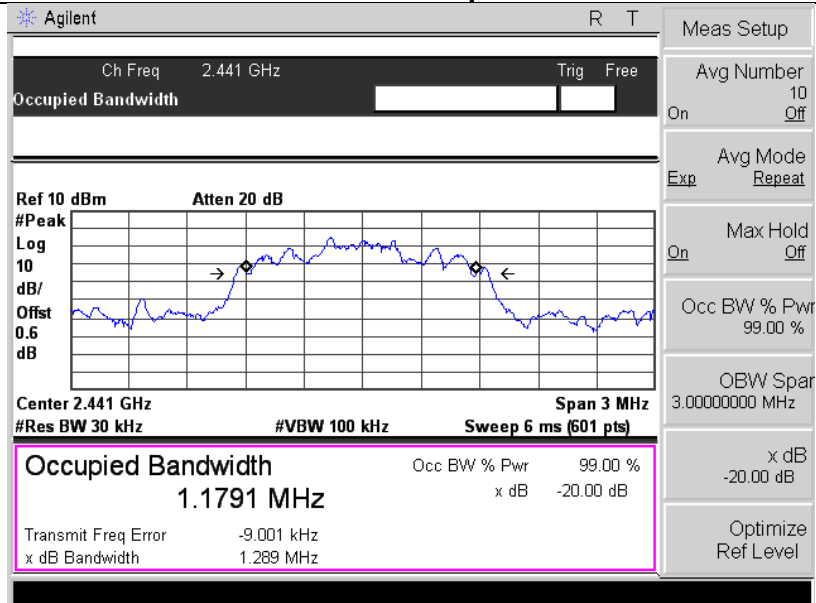 Agilent R T
Meas Setup
Ch Freq 2.441 GHz Trig Free
Occupied Bandwidth
Avg Number
10
On Off
Avg Mode
Exp Repeat
Max Hold
On Off
Occ BW % Pwr
99.00 %
OBW Span
3.00000000 MHz
x dB
-20.00 dB
Optimize
Ref Level
Ref 10 dBm Atten 20 dB
#Peak
Log
10
dB/
Offst
0.6
dB
Center 2.441 GHz Span 3 MHz
#Res BW 30 kHz #VBW 100 kHz Sweep 6 ms (601 pts)
Occupied Bandwidth
1.1791 MHz
Occ BW % Pwr 99.00 %
x dB -20.00 dB
Transmit Freq Error -9.001 kHz
x dB Bandwidth 1.289 MHz